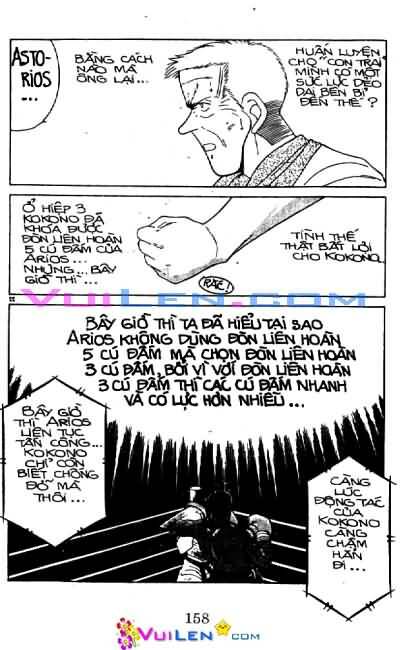 ASTO-
RIOS
...
BẰNG CÁCH
NÀO MÀ
ÔNG LẠI...
HUẤN LUYỆN
CHO "CON TRAI
MÌNH CÓ MỘT
SỨC LỰC DẺO
DAI BỀN BỈ
ĐẾN THẾ?
Ở HIỆP 3
KOKONO ĐÃ
KHÓA ĐƯỢC
ĐÒN LIÊN HOÀN
5 CÚ ĐẤM CỦA
ARIOS...
NHƯNG... BÂY
GIỜ THÌ...
RẮC!
TÌNH THẾ
THẬT BẤT LỢI
CHO KOKONO
VUILEN.COM
BÂY GIỜ THÌ TA ĐÃ HIỂU TẠI SAO
ARIOS KHÔNG DÙNG ĐÒN LIÊN HOÀN
5 CÚ ĐẤM MÀ CHỌN ĐÒN LIÊN HOÀN
3 CÚ ĐẤM, BỞI VÌ VỚI ĐÒN LIÊN HOÀN
3 CÚ ĐẤM THÌ CÁC CÚ ĐẤM NHANH
VÀ CÓ LỰC HƠN NHIỀU...
BÂY GIỜ
THÌ ARIOS
LIÊN TỤC
TẤN CÔNG...
KOKONO
CHỈ CÒN
BIẾT CHỐNG
ĐỠ MÀ
THÔI...
CÀNG
LÚC
ĐỘNG TÁC
CỦA
KOKONO
CÀNG
CHẬM
HẲN
ĐI...
158
VUILEN.COM